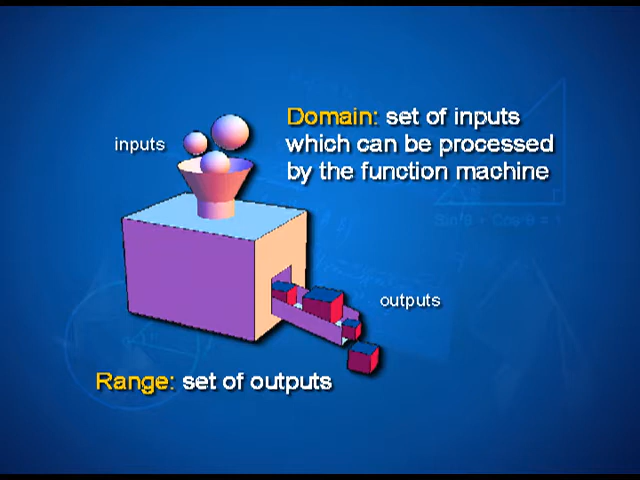 Domain: set of inputs
which can be processed
by the function machine
inputs
outputs
Range: set of outputs